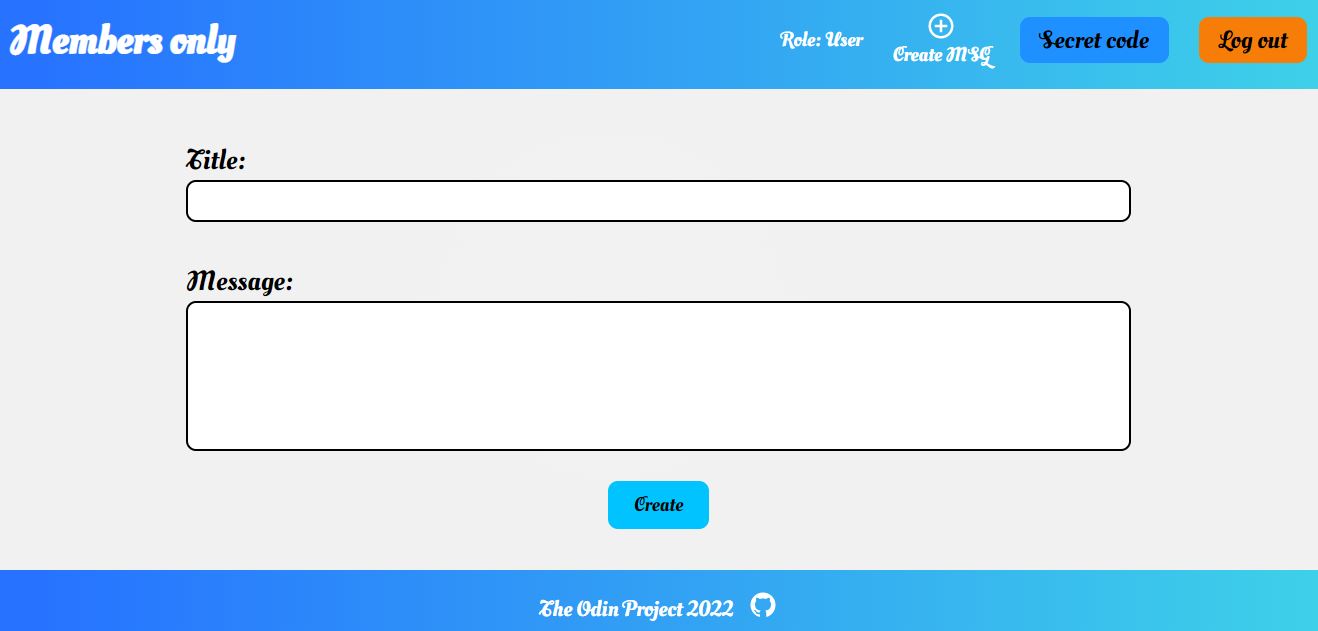 Members only
Role: User
Create MSG
Secret code
Log out
Title:
Message:
Create
The Odin Project 2022